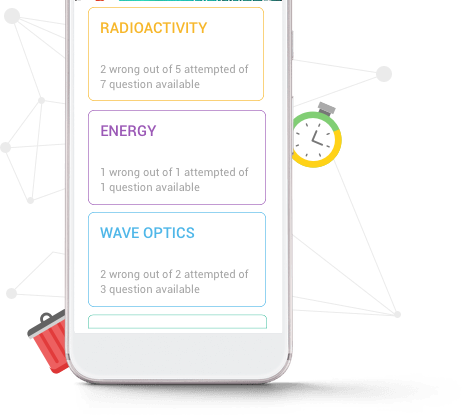 RADIOACTIVITY
2 wrong out of 5 attempted of
7 question available
ENERGY
1 wrong out of 1 attempted of
1 question available
WAVE OPTICS
2 wrong out of 2 attempted of
3 question available